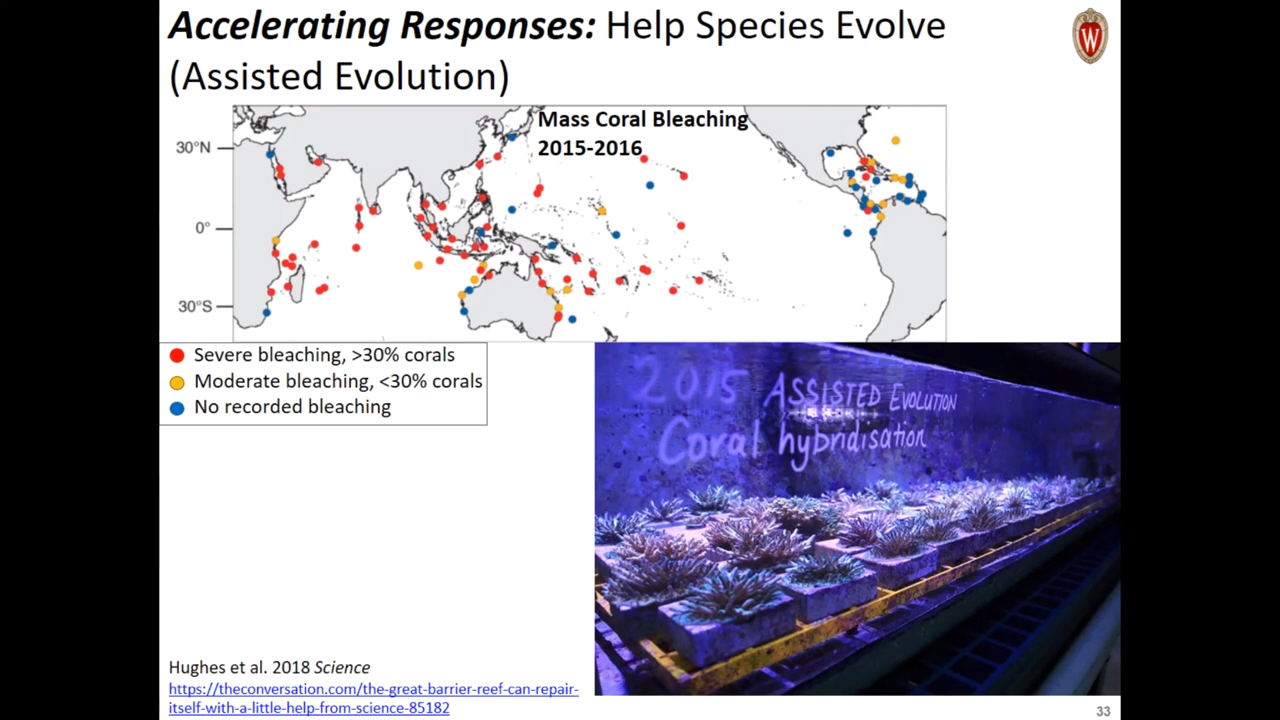 Accelerating Responses: Help Species Evolve
(Assisted Evolution)
W
Mass Coral Bleaching
2015-2016
30°N
0°
30°S
Severe bleaching, >30% corals
Moderate bleaching, <30% corals
No recorded bleaching
2015 ASSISTED EVOLUTION
Coral hybridisation
Hughes et al. 2018 Science
https://theconversation.com/the-great-barrier-reef-can-repair-
itself-with-a-little-help-from-science-85182
33